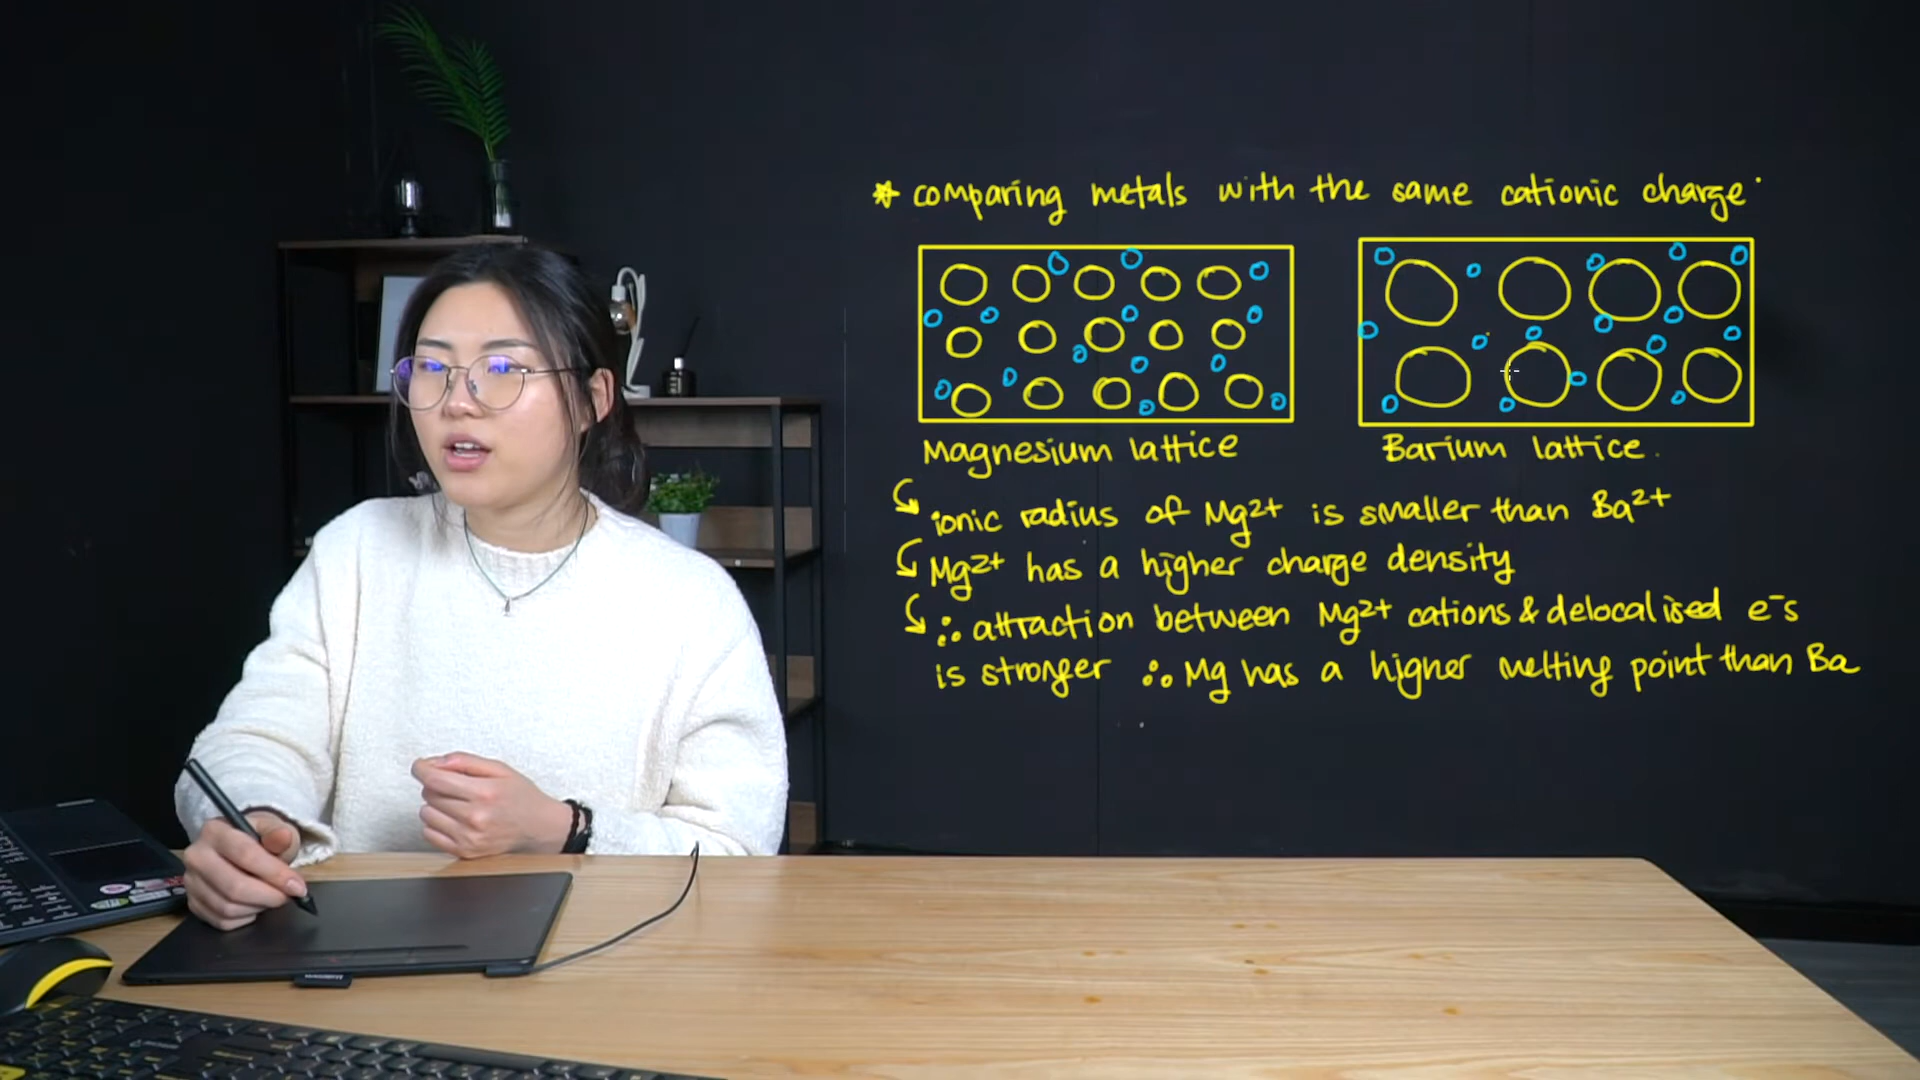 * comparing metals with the same cationic charge.
Magnesium lattice
Barium lattice.
↳ ionic radius of Mg2+ is smaller than Ba2+
↳ Mg2+ has a higher charge density
↳ ∴ attraction between Mg2+ cations & delocalised e⁻s
is stronger ∴ Mg has a higher melting point than Ba